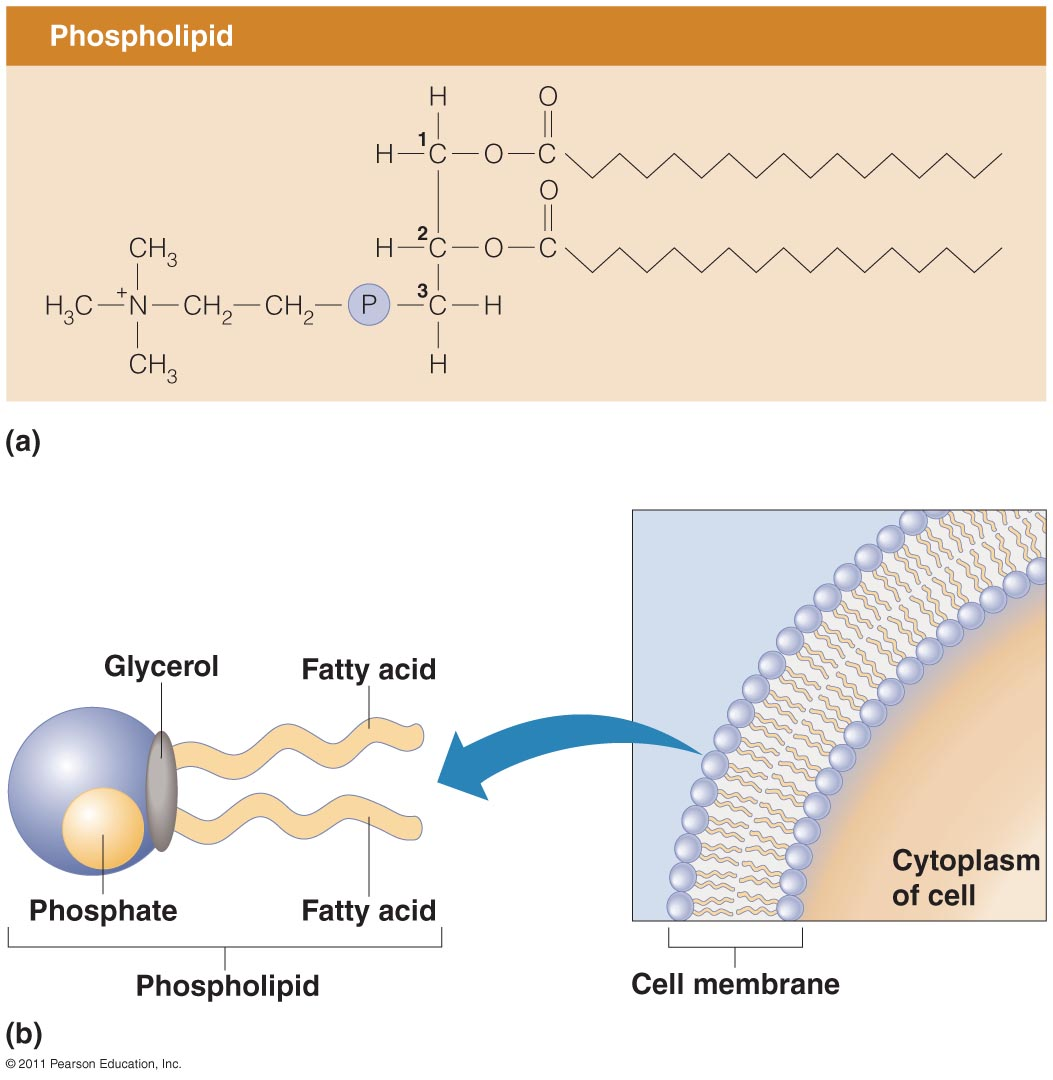 Phospholipid
H O
H 1 C O C
O
CH3 H 2 C O C
H3C +N CH2 CH2 P 3 C H
CH3 H
(a)
Glycerol Fatty acid
Cytoplasm
of cell
Phosphate Fatty acid
Phospholipid Cell membrane
(b)
© 2011 Pearson Education, Inc.